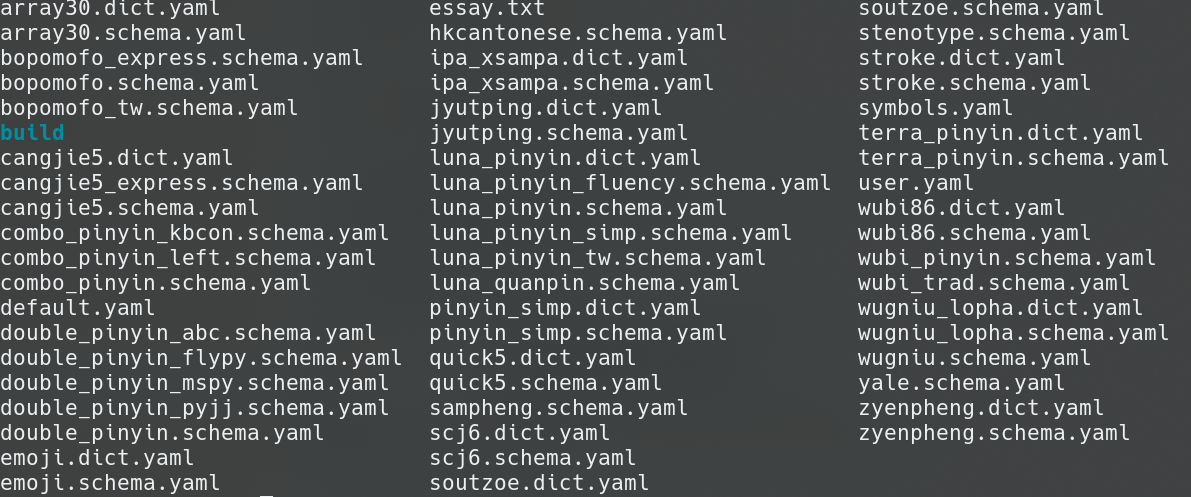 array30.dict.yaml essay.txt soutzoe.schema.yaml
array30.schema.yaml hkcantonese.schema.yaml stenotype.schema.yaml
bopomofo_express.schema.yaml ipa_xsampa.dict.yaml stroke.dict.yaml
bopomofo.schema.yaml ipa_xsampa.schema.yaml stroke.schema.yaml
bopomofo_tw.schema.yaml jyutping.dict.yaml symbols.yaml
build jyutping.schema.yaml terra_pinyin.dict.yaml
cangjie5.dict.yaml luna_pinyin.dict.yaml terra_pinyin.schema.yaml
cangjie5_express.schema.yaml luna_pinyin_fluency.schema.yaml user.yaml
cangjie5.schema.yaml luna_pinyin.schema.yaml wubi86.dict.yaml
combo_pinyin_kbcon.schema.yaml luna_pinyin_simp.schema.yaml wubi86.schema.yaml
combo_pinyin_left.schema.yaml luna_pinyin_tw.schema.yaml wubi_pinyin.schema.yaml
combo_pinyin.schema.yaml luna_quanpin.schema.yaml wubi_trad.schema.yaml
default.yaml pinyin_simp.dict.yaml wugniu_lopha.dict.yaml
double_pinyin_abc.schema.yaml pinyin_simp.schema.yaml wugniu_lopha.schema.yaml
double_pinyin_flypy.schema.yaml quick5.dict.yaml wugniu.schema.yaml
double_pinyin_mspy.schema.yaml quick5.schema.yaml yale.schema.yaml
double_pinyin_pyjj.schema.yaml sampheng.schema.yaml zyenpheng.dict.yaml
double_pinyin.schema.yaml scj6.dict.yaml zyenpheng.schema.yaml
emoji.dict.yaml scj6.schema.yaml
emoji.schema.yaml soutzoe.dict.yaml